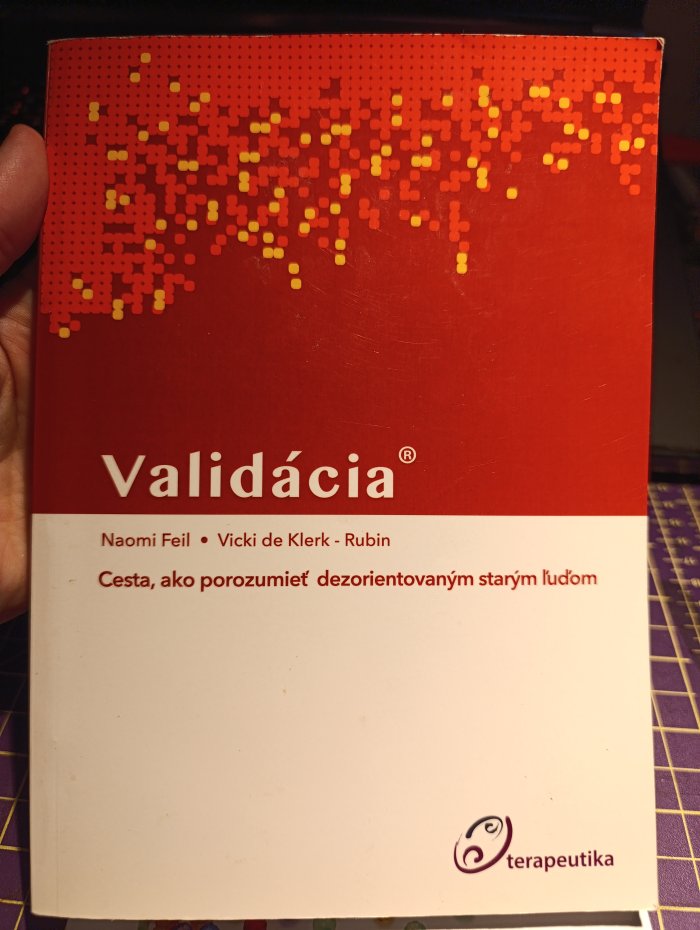 Validácia®
Naomi Feil • Vicki de Klerk - Rubin
Cesta, ako porozumieť dezorientovaným starým ľuďom
terapeutika